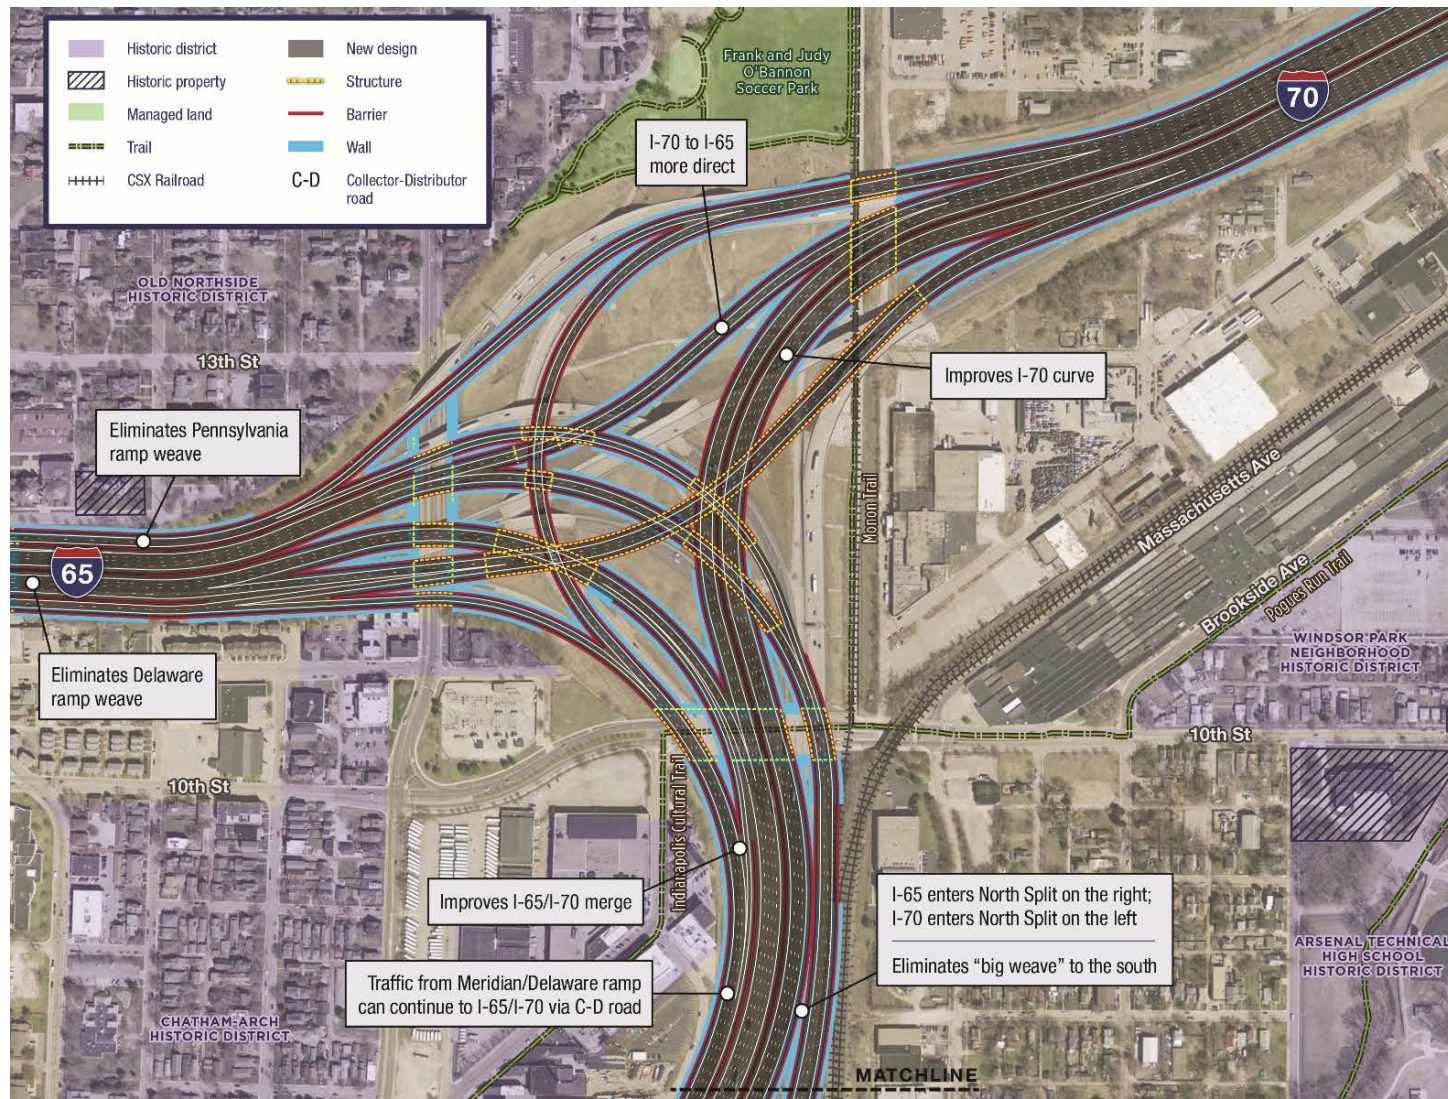 Historic district
Historic property
Managed land
Trail
CSX Railroad
New design
Structure
Barrier
Wall
C-D
Collector-Distributor
road
Frank and Judy
O'Bannon
Soccer Park
70
I-70 to I-65
more direct
OLD NORTHSIDE
HISTORIC DISTRICT
13th St
Improves I-70 curve
Eliminates Pennsylvania
ramp weave
Massachusetts Ave
Monon Trail
65
Brookside Ave
Pogues Run Trail
WINDSOR PARK
NEIGHBORHOOD
HISTORIC DISTRICT
Eliminates Delaware
ramp weave
10th St
10th St
Indianapolis Cultural Trail
Improves I-65/I-70 merge
I-65 enters North Split on the right;
I-70 enters North Split on the left
Eliminates “big weave” to the south
ARSENAL TECHNICAL
HIGH SCHOOL
HISTORIC DISTRICT
Traffic from Meridian/Delaware ramp
can continue to I-65/I-70 via C-D road
CHATHAM-ARCH
HISTORIC DISTRICT
MATCHLINE